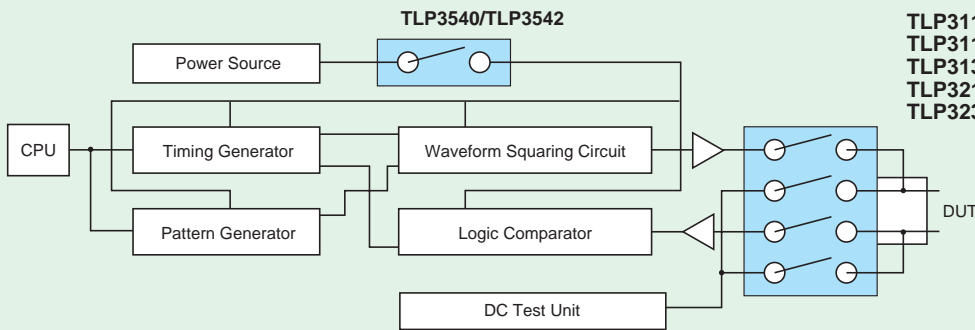 TLP3540/TLP3542
TLP311
TLP311
TLP313
TLP321
TLP323
Power Source
CPU
Timing Generator
Waveform Squaring Circuit
Pattern Generator
Logic Comparator
DUT
DC Test Unit